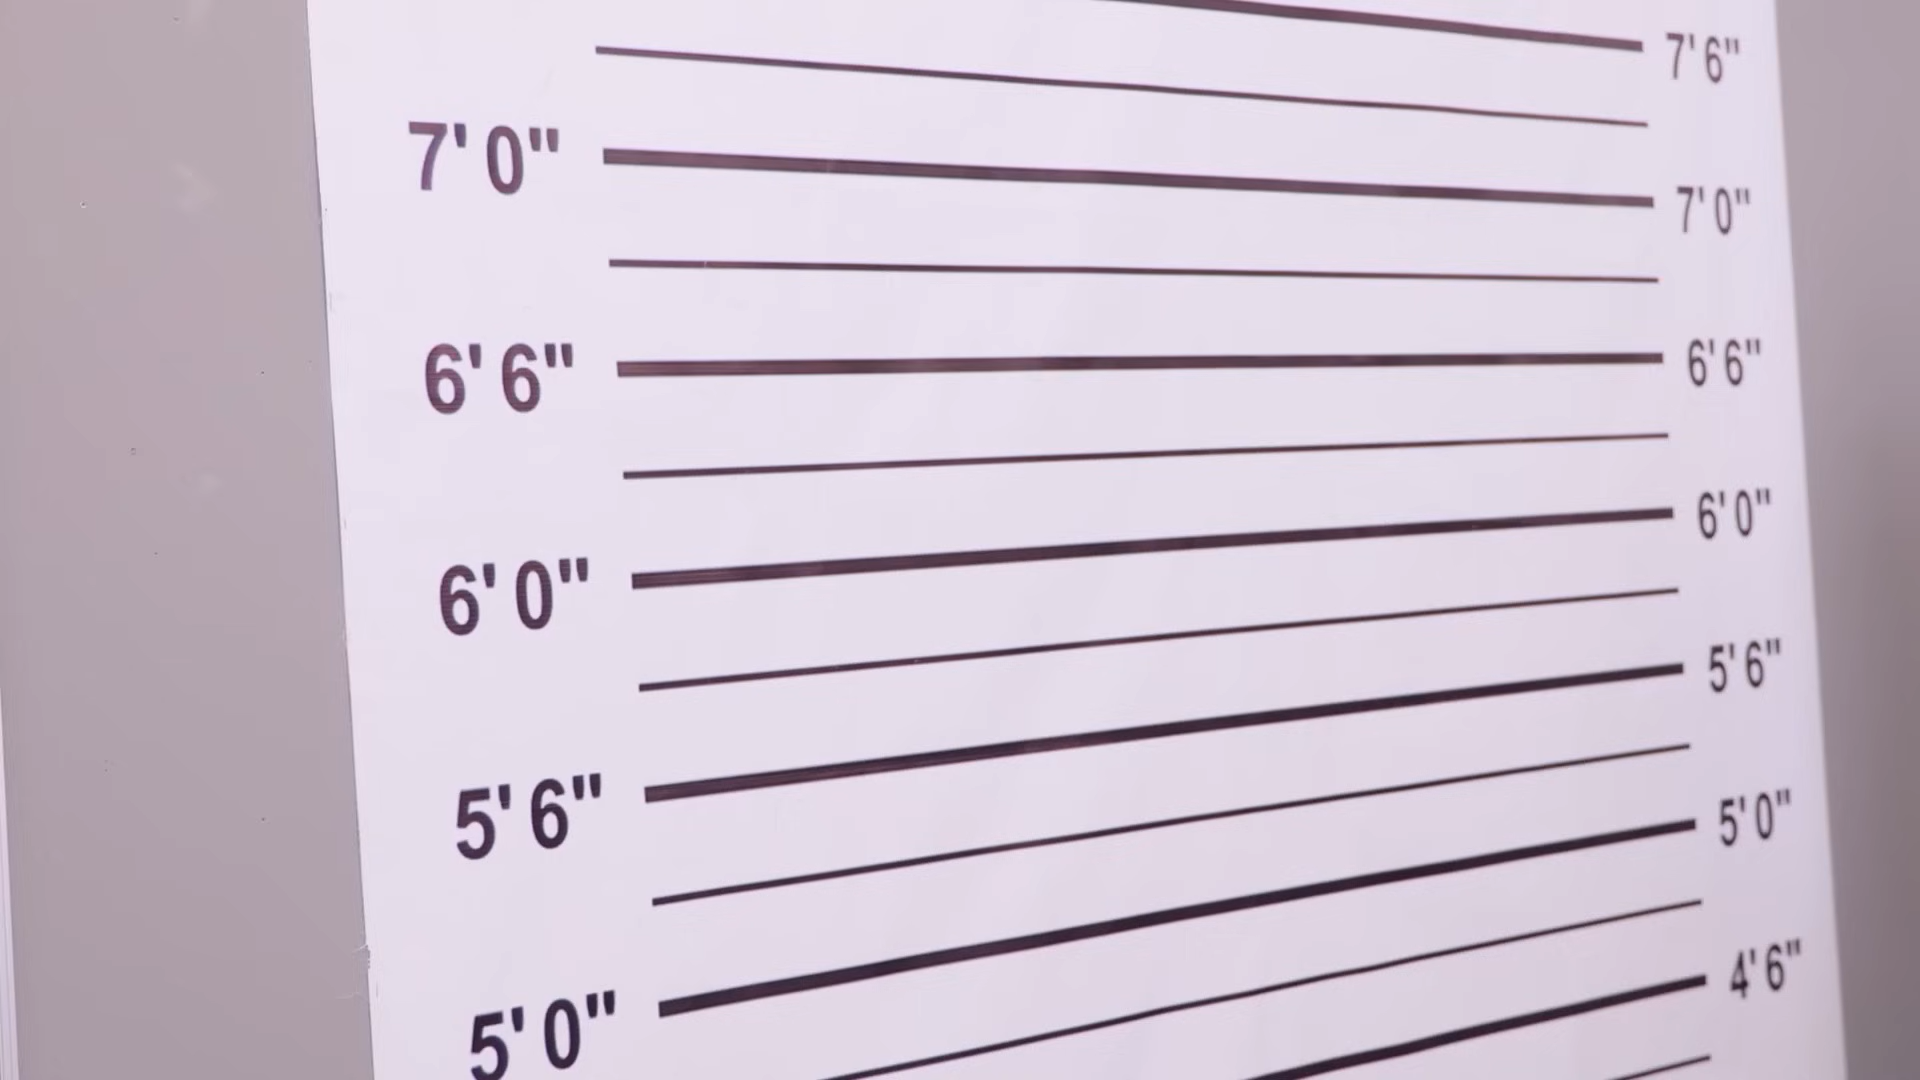 7' 6"
7' 0" 7' 0"
6' 6" 6' 6"
6' 0" 6' 0"
5' 6" 5' 6"
5' 0" 5' 0"
4' 6"